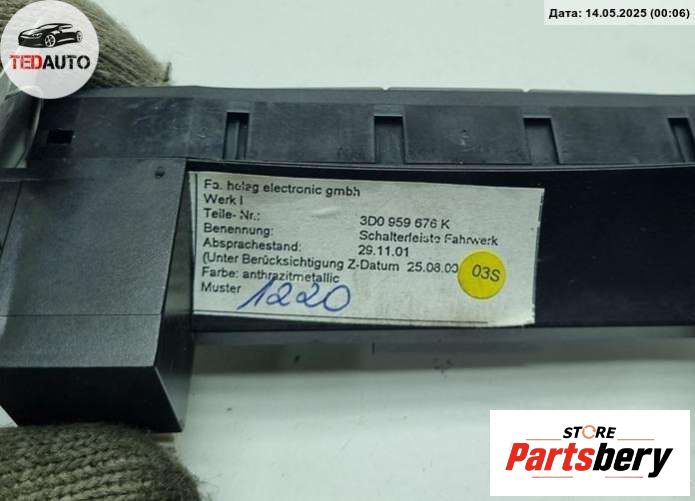 Дата: 14.05.2025 (00:06)
TEDAUTO
Fa. holeg electronic gmbh
Werk I
Teile- Nr.: 3D0 959 676 K
Benennung: Schalterleiste Fahrwerk
Absprachestand: 29.11.01
(Unter Berücksichtigung Z-Datum 25.08.00
03S
Farbe: anthrazitmetallic
Muster 1220
STORE
Partsbery